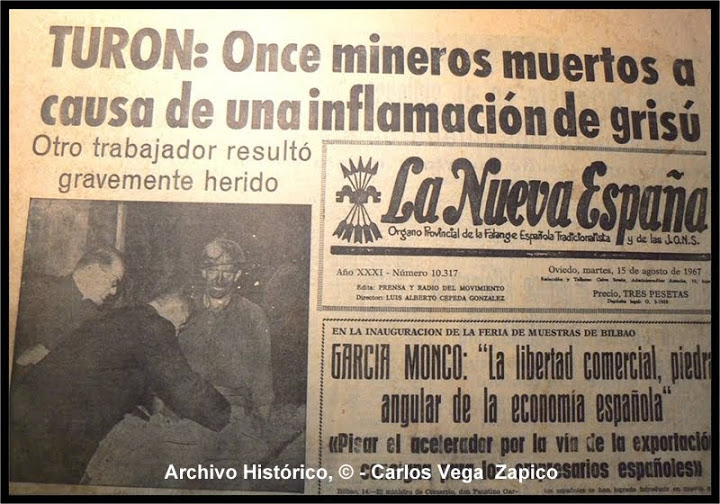 TURON: Once mineros muertos a
causa de una inflamación de grisú
Otro trabajador resultó
gravemente herido
La Nueva España
Organo Provincial de la Falange Española Tradicionalista y de las J.O.N.S.
Año XXXI - Número 10.317
Oviedo, martes, 15 de agosto de 1967
Edita: PRENSA Y RADIO DEL MOVIMIENTO
Director: LUIS ALBERTO CEPEDA GONZALEZ
Precio, TRES PESETAS
EN LA INAUGURACION DE LA FERIA DE MUESTRAS DE BILBAO
GARCIA MONCO: "La libertad comercial, piedra
angular de la economía española"
«Pisar el acelerador por la vía de la exportación
empresarios españoles»
Archivo Histórico, © - Carlos Vega Zapico